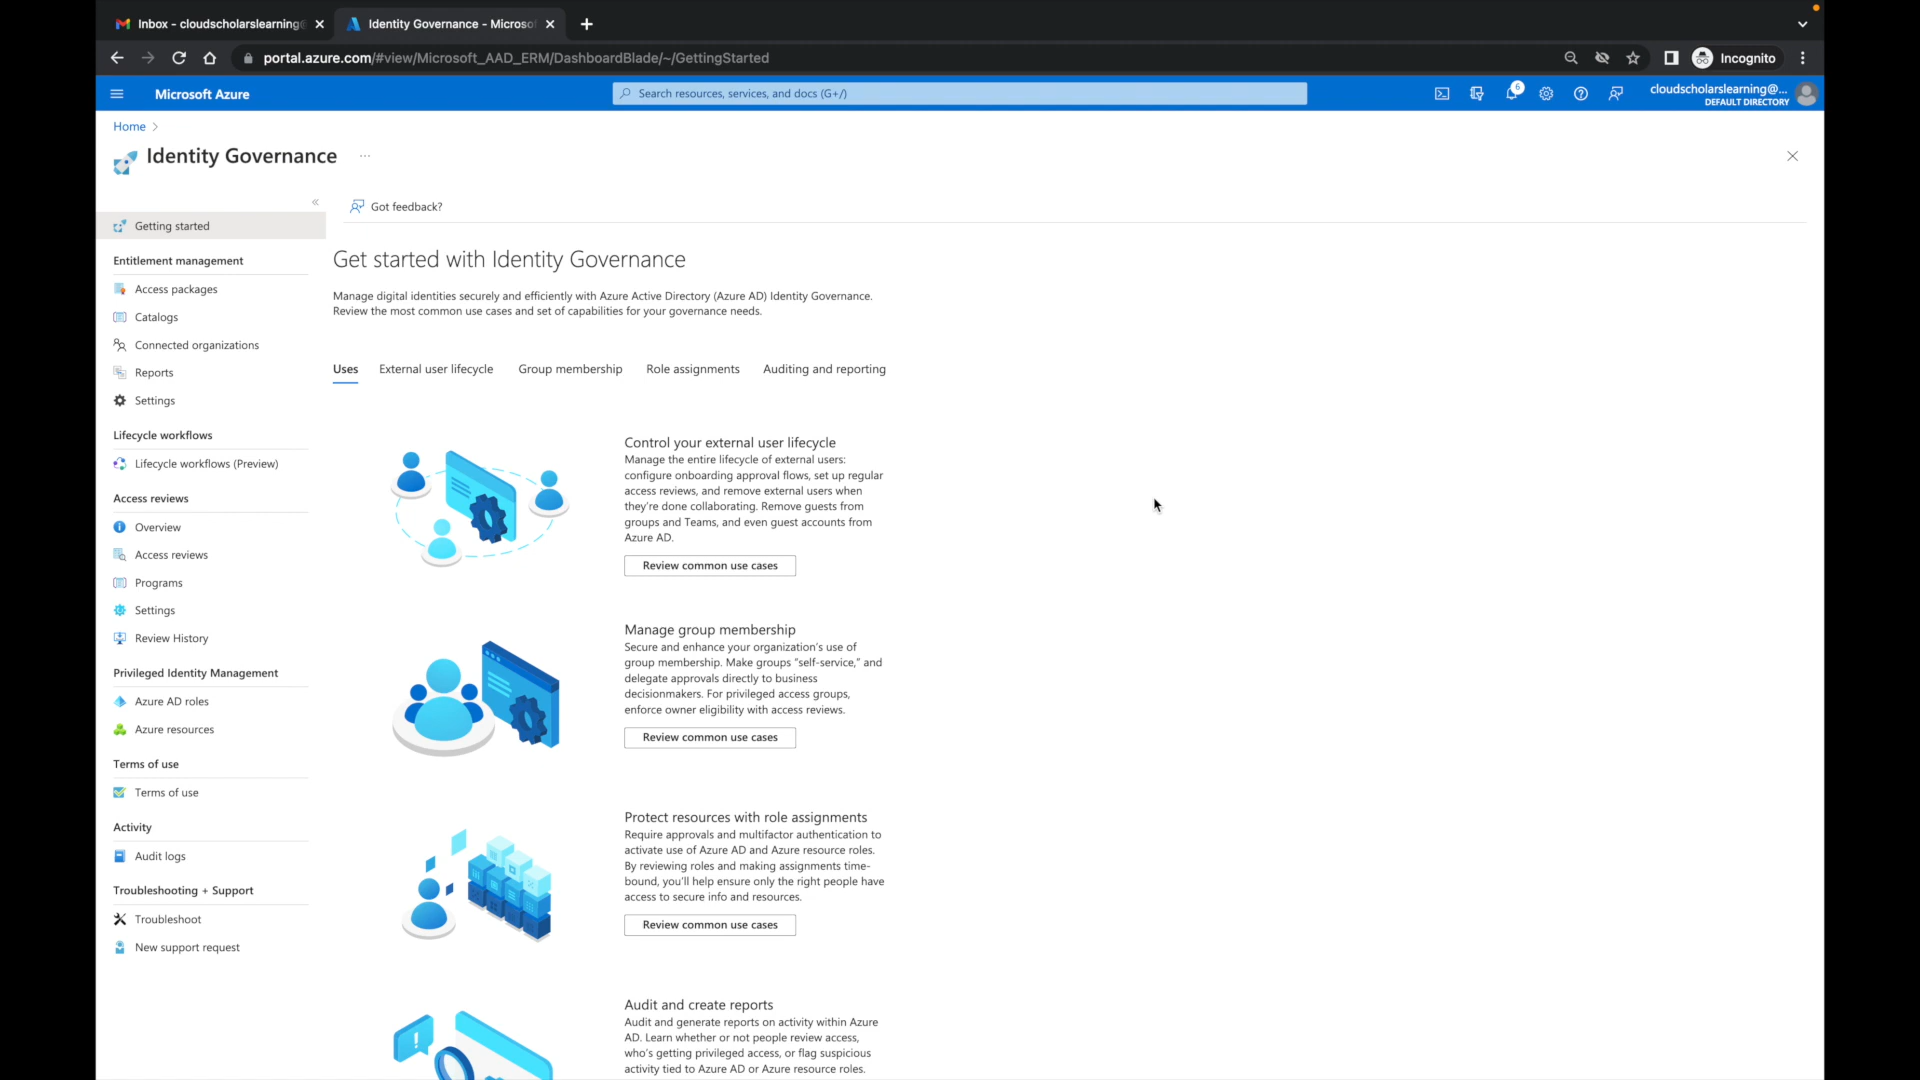 Inbox - cloudscholarslearning@
Identity Governance - Microso
portal.azure.com/#view/Microsoft_AAD_ERM/DashboardBlade/~/GettingStarted
Incognito
Microsoft Azure
Search resources, services, and docs (G+/)
6
cloudscholarslearning@...
DEFAULT DIRECTORY
Home
Identity Governance
Got feedback?
Getting started
Entitlement management
Access packages
Catalogs
Connected organizations
Reports
Settings
Lifecycle workflows
Lifecycle workflows (Preview)
Access reviews
Overview
Access reviews
Programs
Settings
Review History
Privileged Identity Management
Azure AD roles
Azure resources
Terms of use
Terms of use
Activity
Audit logs
Troubleshooting + Support
Troubleshoot
New support request
Get started with Identity Governance
Manage digital identities securely and efficiently with Azure Active Directory (Azure AD) Identity Governance.
Review the most common use cases and set of capabilities for your governance needs.
Uses External user lifecycle Group membership Role assignments Auditing and reporting
Control your external user lifecycle
Manage the entire lifecycle of external users:
configure onboarding approval flows, set up regular
access reviews, and remove external users when
they're done collaborating. Remove guests from
groups and Teams, and even guest accounts from
Azure AD.
Review common use cases
Manage group membership
Secure and enhance your organization's use of
group membership. Make groups "self-service," and
delegate approvals directly to business
decisionmakers. For privileged access groups,
enforce owner eligibility with access reviews.
Review common use cases
Protect resources with role assignments
Require approvals and multifactor authentication to
activate use of Azure AD and Azure resource roles.
By reviewing roles and making assignments time-
bound, you'll help ensure only the right people have
access to secure info and resources.
Review common use cases
Audit and create reports
Audit and generate reports on activity within Azure
AD. Learn whether or not people review access,
who's getting privileged access, or flag suspicious
activity tied to Azure AD or Azure resource roles.